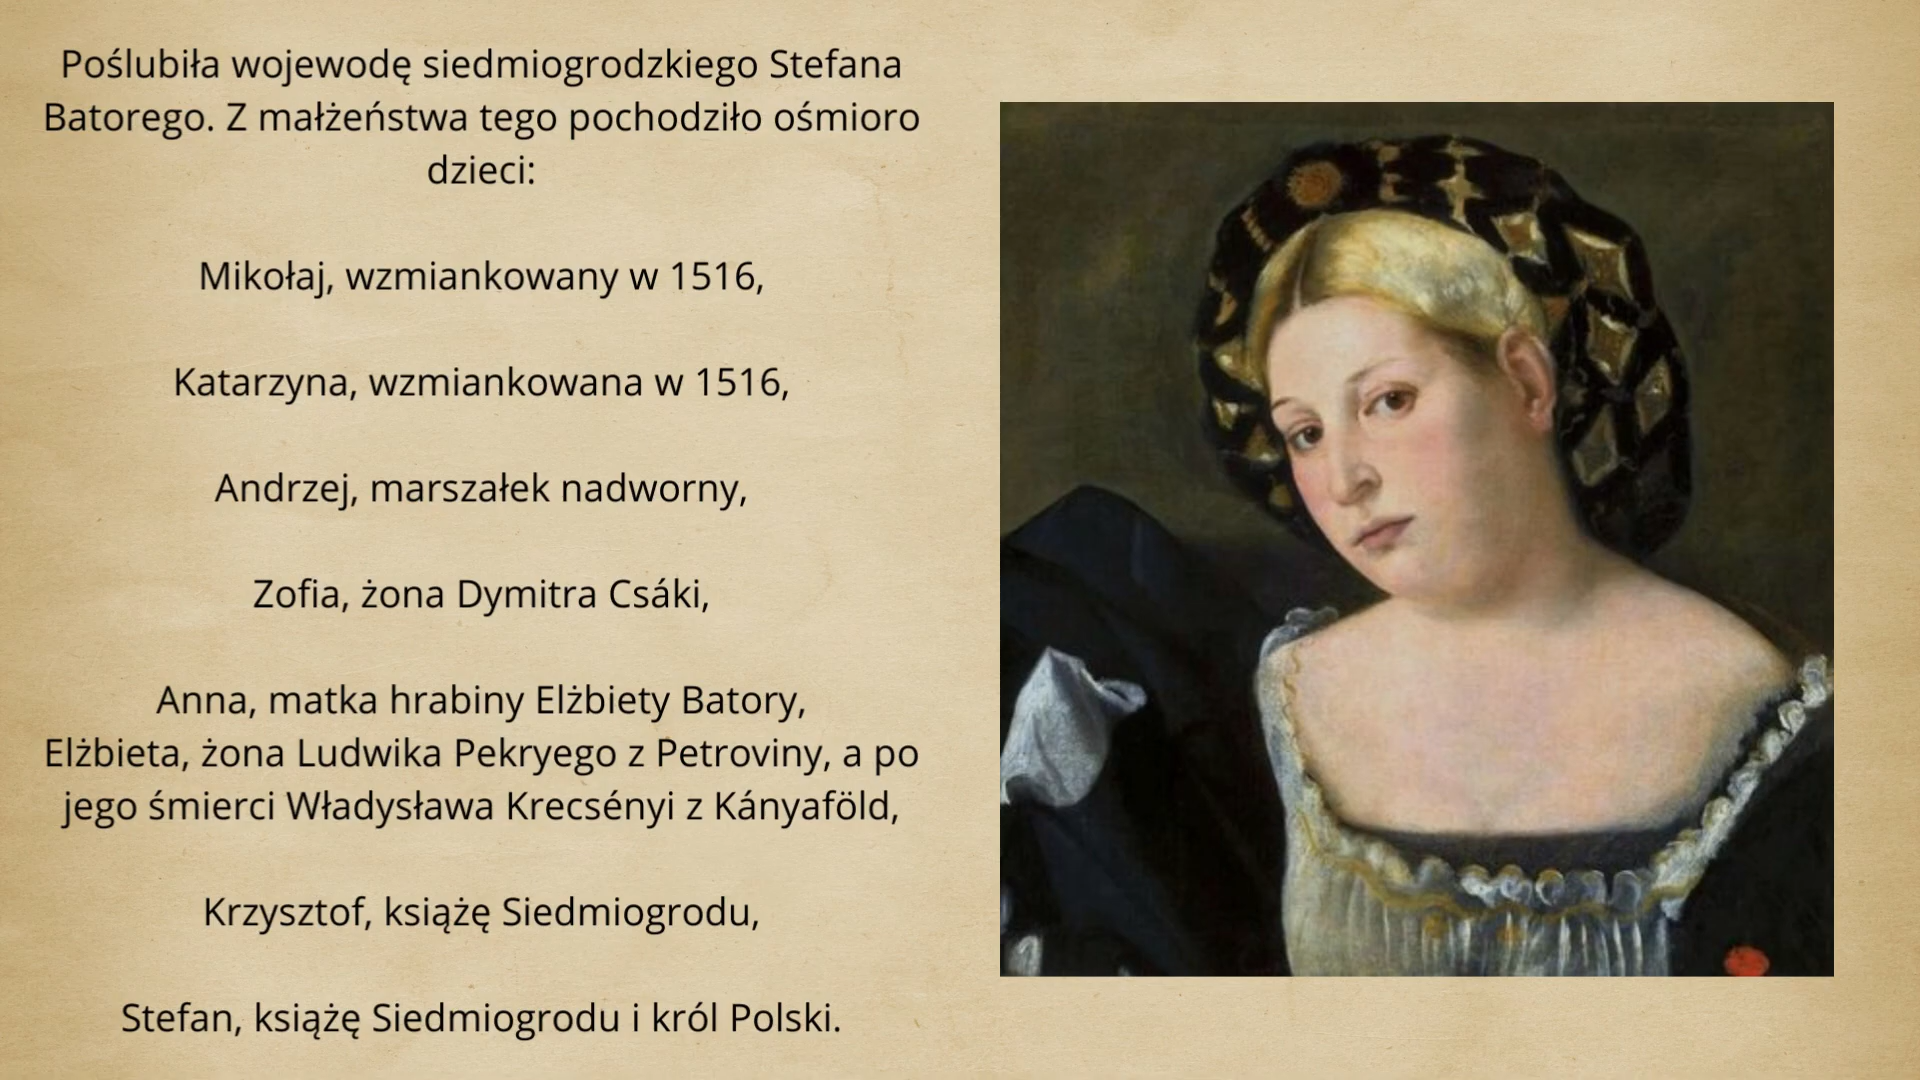 Poślubiła wojewodę siedmiogrodzkiego Stefana
Batorego. Z małżeństwa tego pochodziło ośmioro
dzieci:
Mikołaj, wzmiankowany w 1516,
Katarzyna, wzmiankowana w 1516,
Andrzej, marszałek nadworny,
Zofia, żona Dymitra Csáki,
Anna, matka hrabiny Elżbiety Batory,
Elżbieta, żona Ludwika Pekryego z Petroviny, a po
jego śmierci Władysława Krecsényi z Kányaföld,
Krzysztof, książę Siedmiogrodu,
Stefan, książę Siedmiogrodu i król Polski.